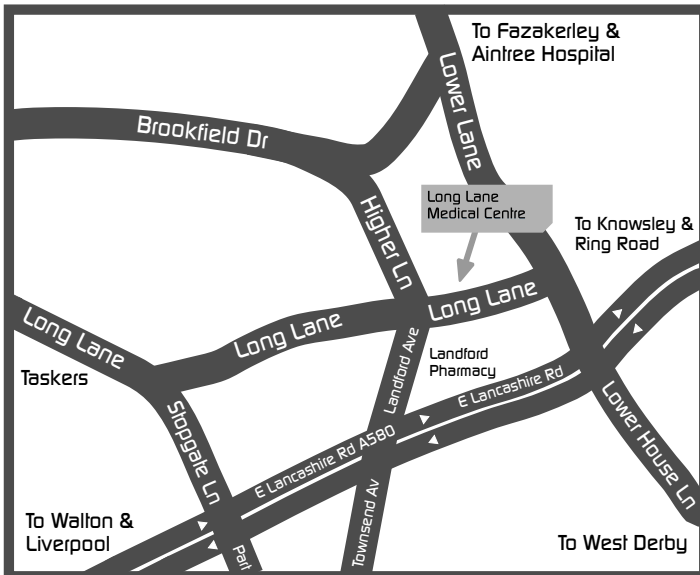 To Fazakerley &
Aintree Hospital
Lower Lane
Brookfield Dr
Long Lane
Medical Centre
Higher Ln
To Knowsley &
Ring Road
Long Lane
Long Lane
Long Lane
Landford Ave
Landford
Pharmacy
Taskers
E Lancashire Rd
Stopgate Ln
Lower House Ln
E Lancashire Rd A580
To Walton &
Liverpool
Townsend Av
Part
To West Derby